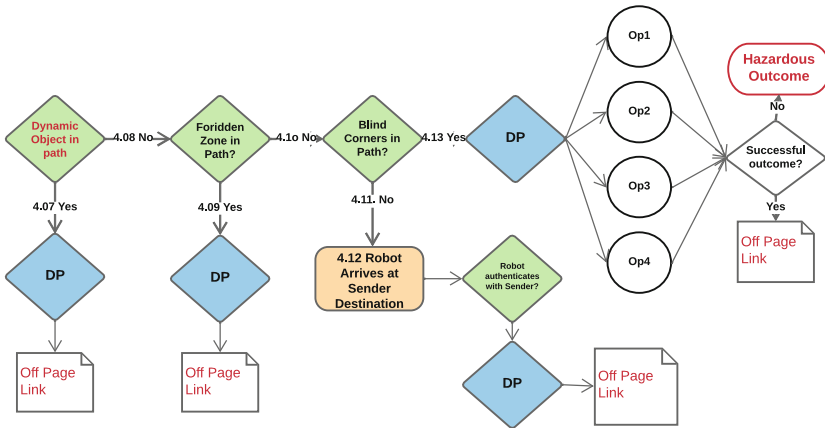 Op1
Hazardous
Outcome
No
Op2
Dynamic
Object in
path
4.08 No
Foridden
Zone in
Path?
4.1o No
Blind
Corners in
Path?
4.13 Yes
DP
Successful
outcome?
Op3
4.07 Yes
4.09 Yes
4.11. No
Yes
Op4
Off Page
Link
DP
DP
4.12 Robot
Arrives at
Sender
Destination
Robot
authenticates
with Sender?
Off Page
Link
Off Page
Link
DP
Off Page
Link